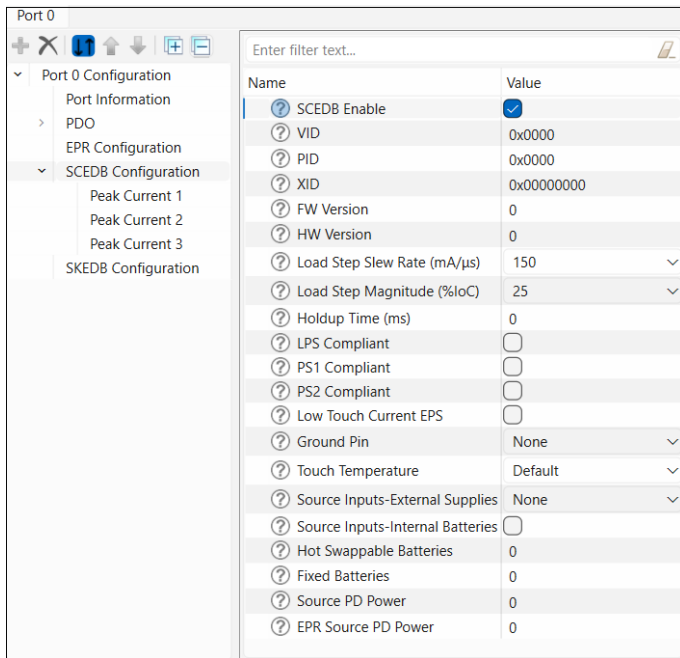 Port 0
Port 0 Configuration
Port Information
PDO
EPR Configuration
SCEDB Configuration
Peak Current 1
Peak Current 2
Peak Current 3
SKEDB Configuration
Enter filter text...
Name Value
SCEDB Enable
VID 0x0000
PID 0x0000
XID 0x00000000
FW Version 0
HW Version 0
Load Step Slew Rate (mA/µs) 150
Load Step Magnitude (%IoC) 25
Holdup Time (ms) 0
LPS Compliant
PS1 Compliant
PS2 Compliant
Low Touch Current EPS
Ground Pin None
Touch Temperature Default
Source Inputs-External Supplies None
Source Inputs-Internal Batteries
Hot Swappable Batteries 0
Fixed Batteries 0
Source PD Power 0
EPR Source PD Power 0